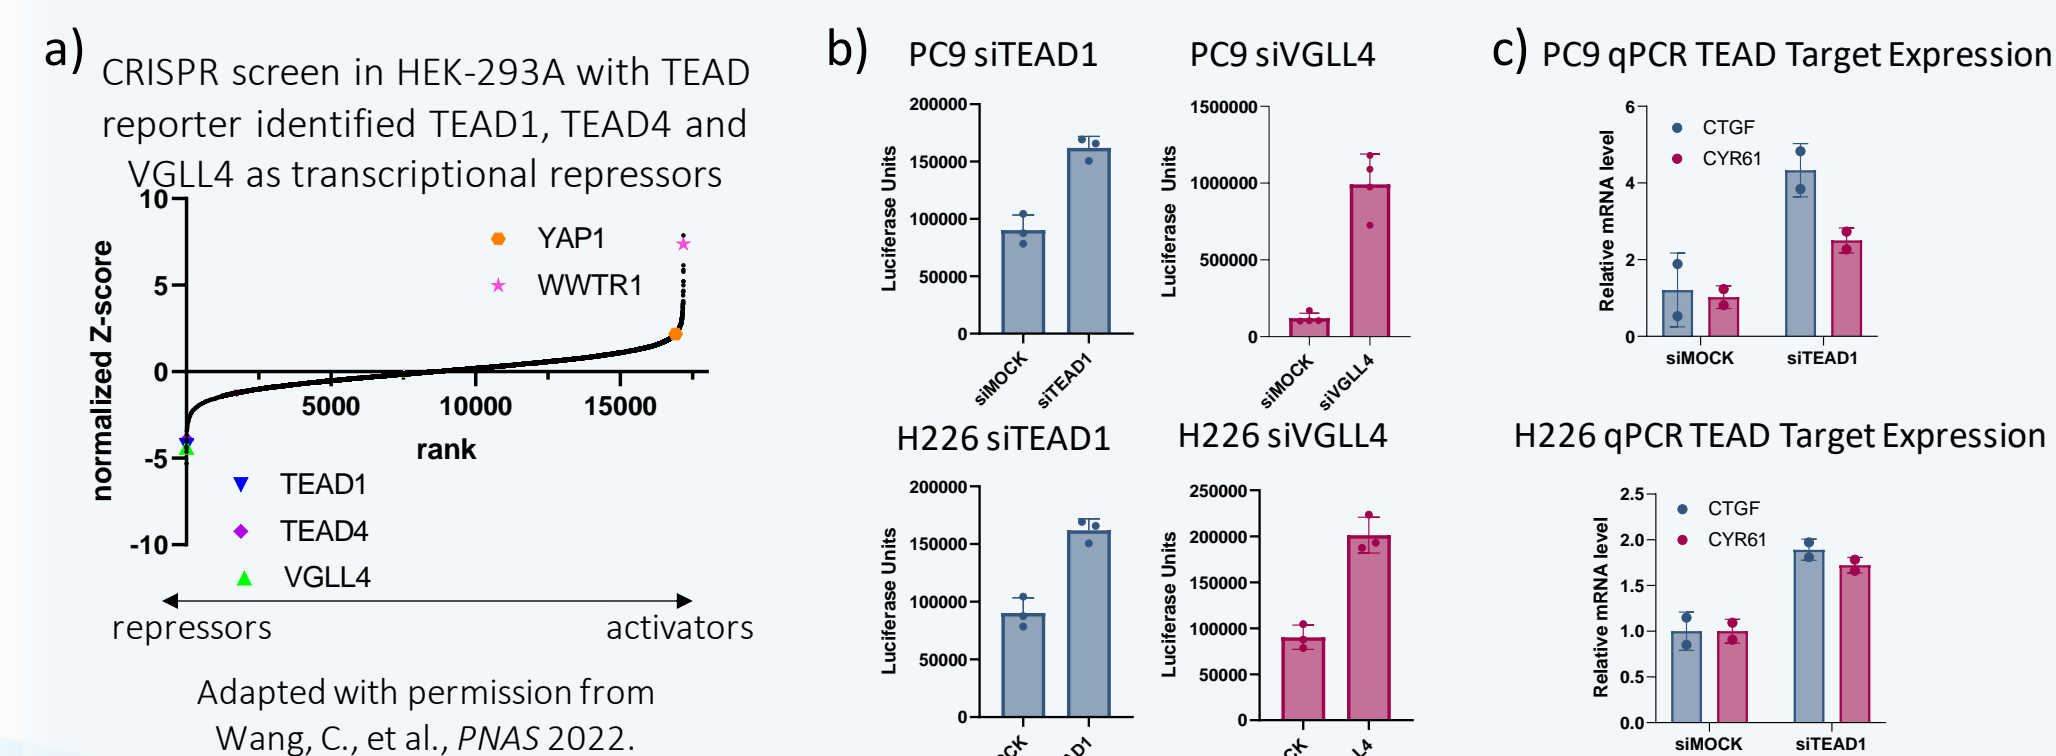 a)
CRISPR screen in HEK-293A with TEAD
reporter identified TEAD1, TEAD4 and
VGLL4 as transcriptional repressors
normalized Z-score
10
5
0
-5
-10
YAP1
WWTR1
5000
10000
15000
rank
TEAD1
TEAD4
VGLL4
repressors
activators
Adapted with permission from
Wang, C., et al., PNAS 2022.
b)
PC9 siTEAD1
Luciferase Units
200000
150000
100000
50000
0
siMOCK
siTEAD1
PC9 siVGLL4
Luciferase Units
1500000
1000000
500000
0
siMOCK
siVGLL4
H226 siTEAD1
Luciferase Units
200000
150000
100000
50000
0
OCK
AD1
H226 siVGLL4
Luciferase Units
250000
200000
150000
100000
50000
0
CK
LL4
c)
PC9 qPCR TEAD Target Expression
Relative mRNA level
6
4
2
0
CTGF
CYR61
siMOCK
siTEAD1
H226 qPCR TEAD Target Expression
Relative mRNA level
2.5
2.0
1.5
1.0
0.5
0.0
CTGF
CYR61
siMOCK
siTEAD1